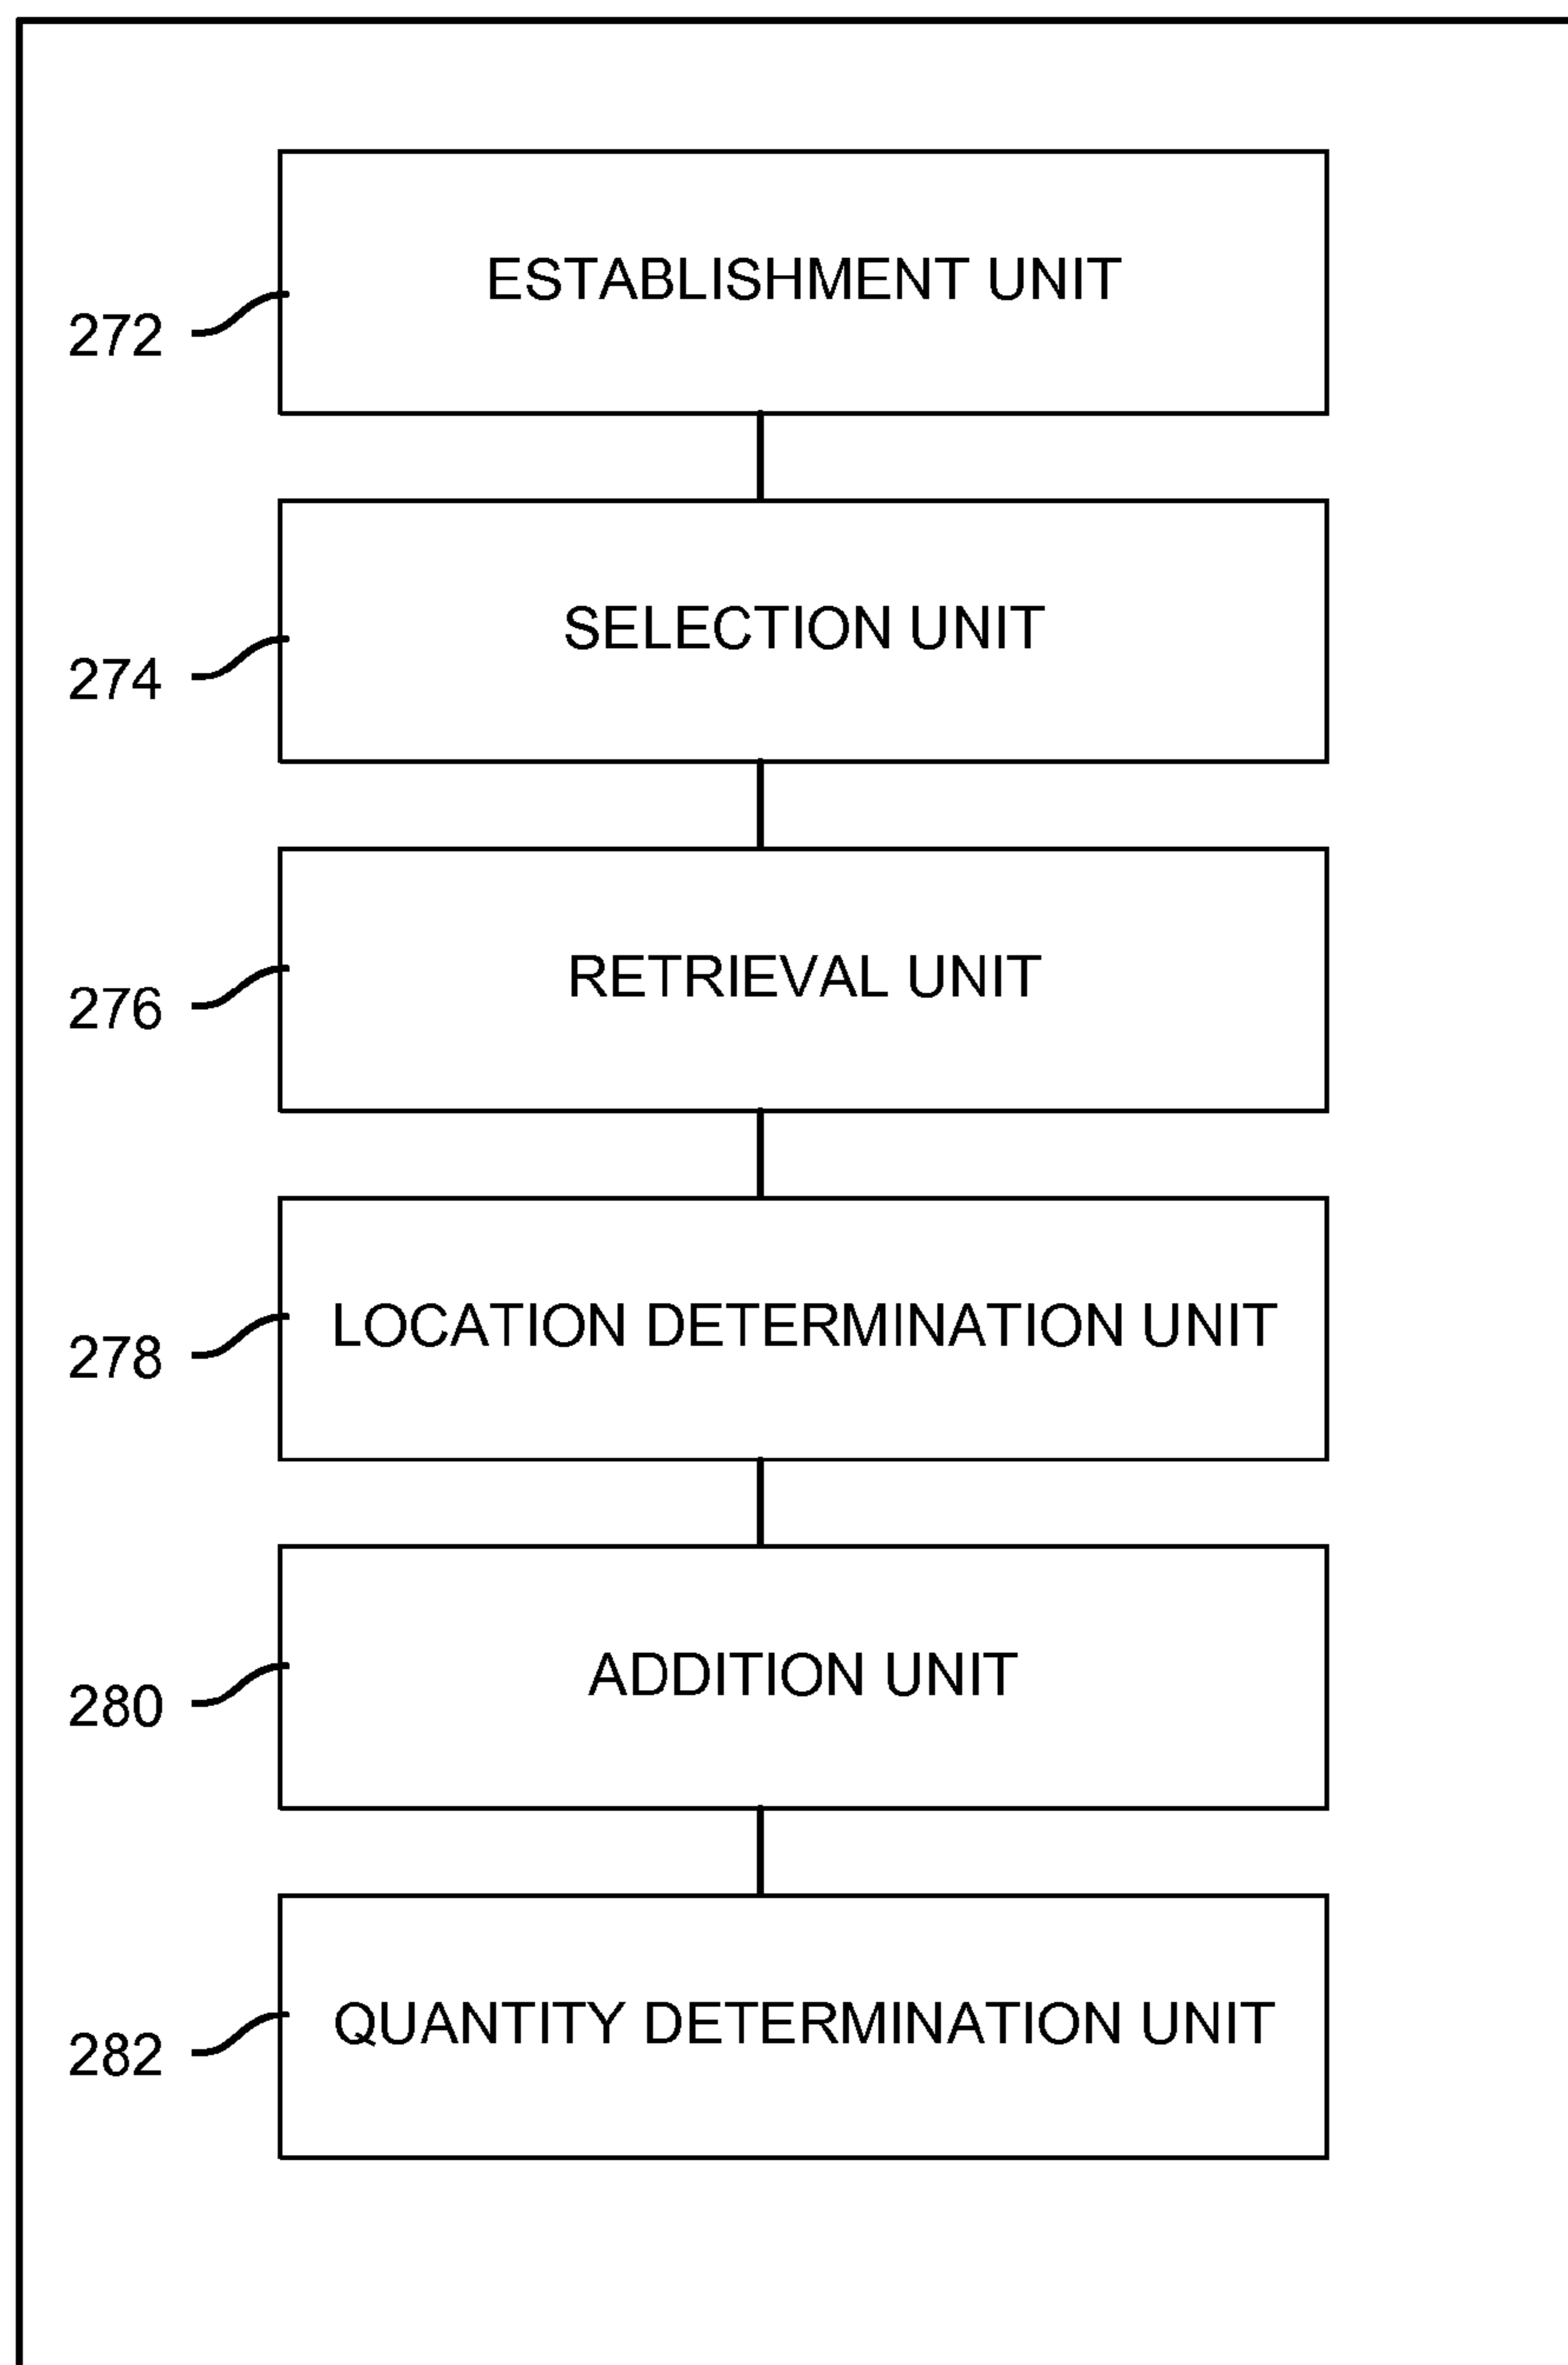 ESTABLISHMENT UNIT
272
SELECTION UNIT
274
RETRIEVAL UNIT
276
LOCATION DETERMINATION UNIT
278
ADDITION UNIT
280
QUANTITY DETERMINATION UNIT
282